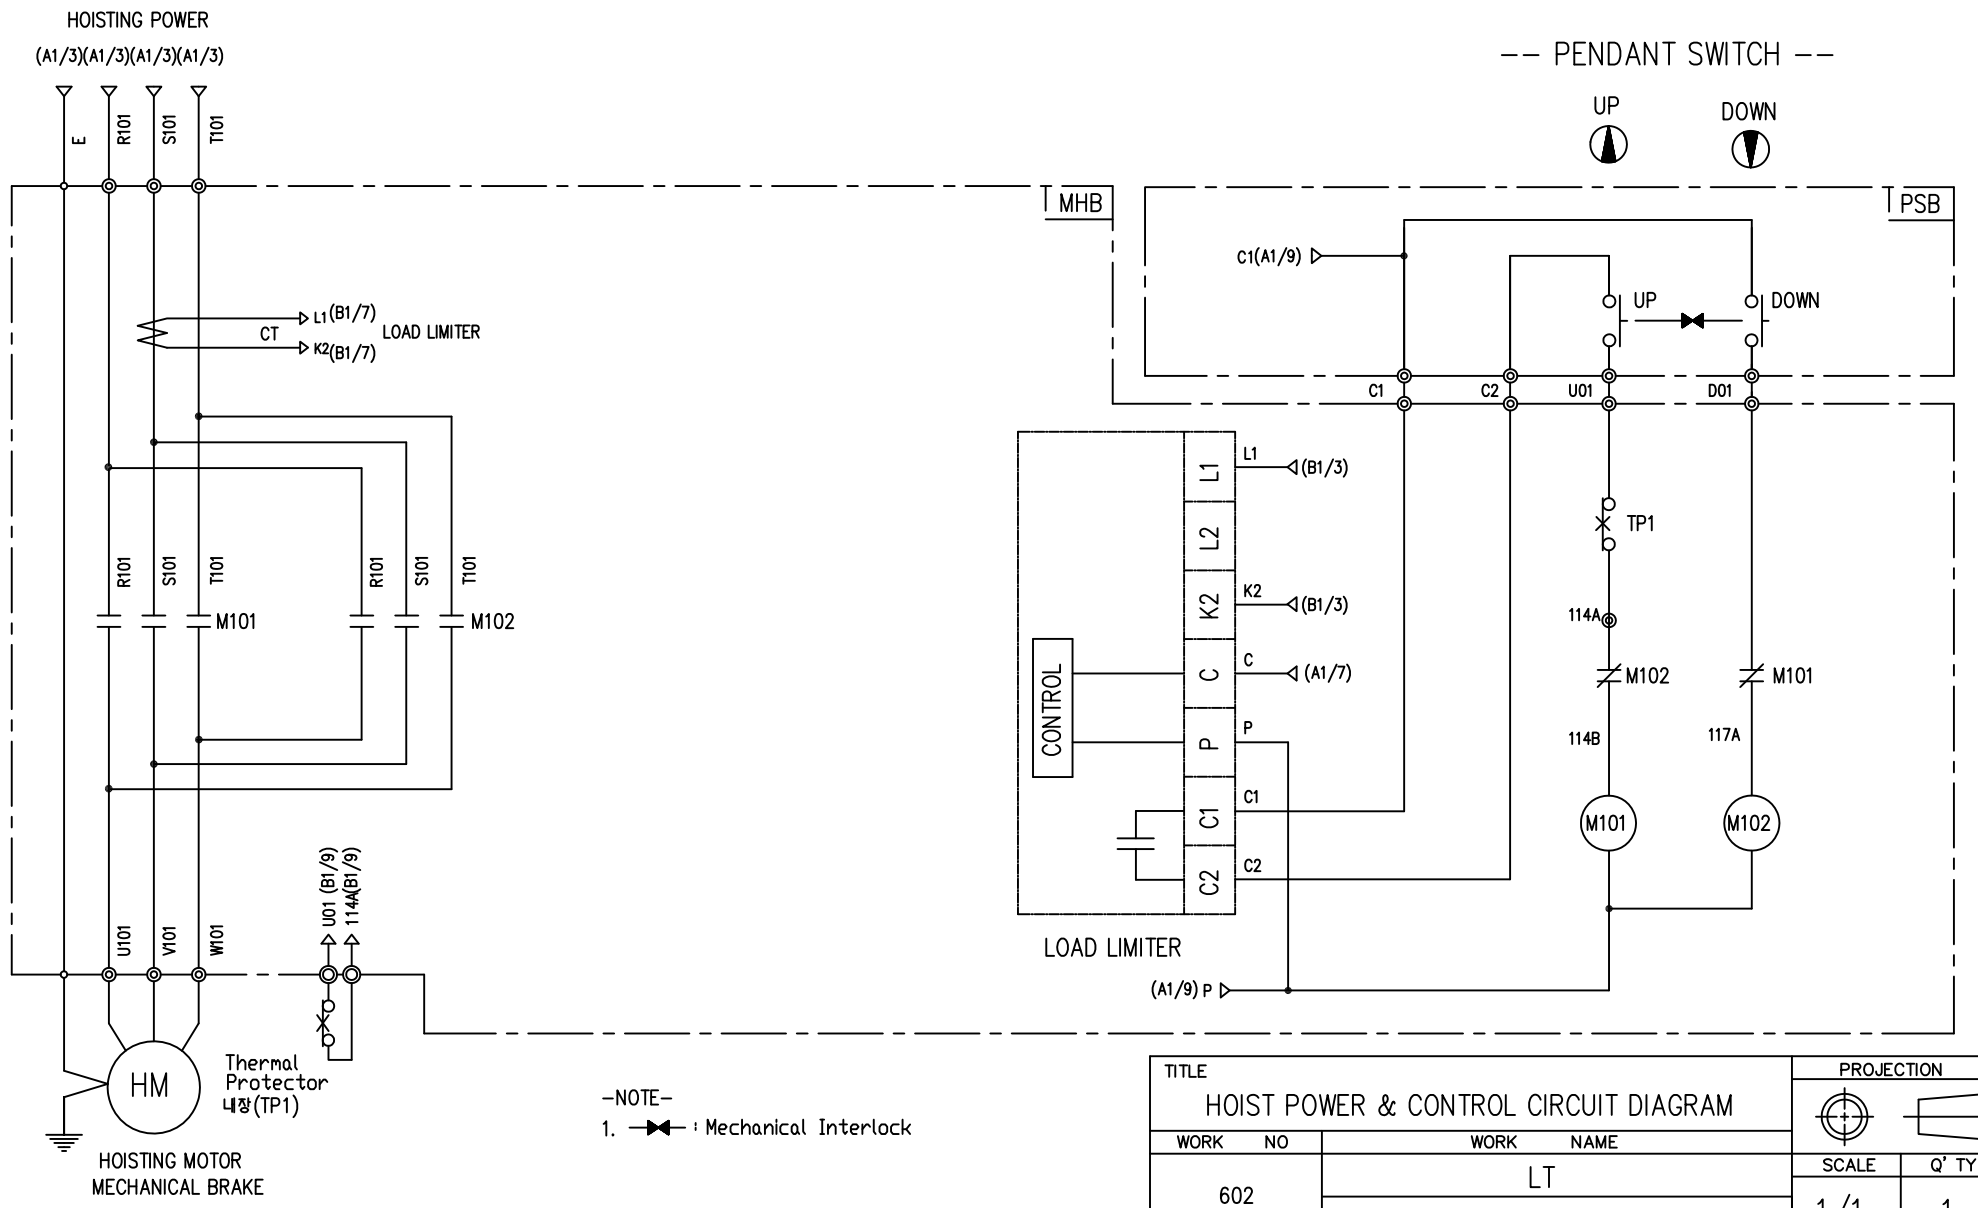 HOISTING POWER
(A1/3)(A1/3)(A1/3)(A1/3)
E
R101
S101
T101
-- PENDANT SWITCH --
UP
DOWN
MHB
PSB
C1(A1/9)
UP
DOWN
L1(B1/7)
CT
LOAD LIMITER
K2(B1/7)
C1
C2
U01
D01
L1
L1
(B1/3)
L2
TP1
R101
S101
T101
R101
S101
T101
M101
M102
K2
K2
(B1/3)
114A
CONTROL
C
C
(A1/7)
M102
M101
P
P
114B
117A
C1
C1
M101
M102
C2
C2
U01 (B1/9)
114A(B1/9)
U101
V101
W101
LOAD LIMITER
(A1/9) P
HM
Thermal
Protector
내장(TP1)
HOISTING MOTOR
MECHANICAL BRAKE
-NOTE-
1. : Mechanical Interlock
TITLE
HOIST POWER & CONTROL CIRCUIT DIAGRAM
PROJECTION
WORK NO
WORK NAME
602
LT
SCALE
Q' TY
1 /1
1